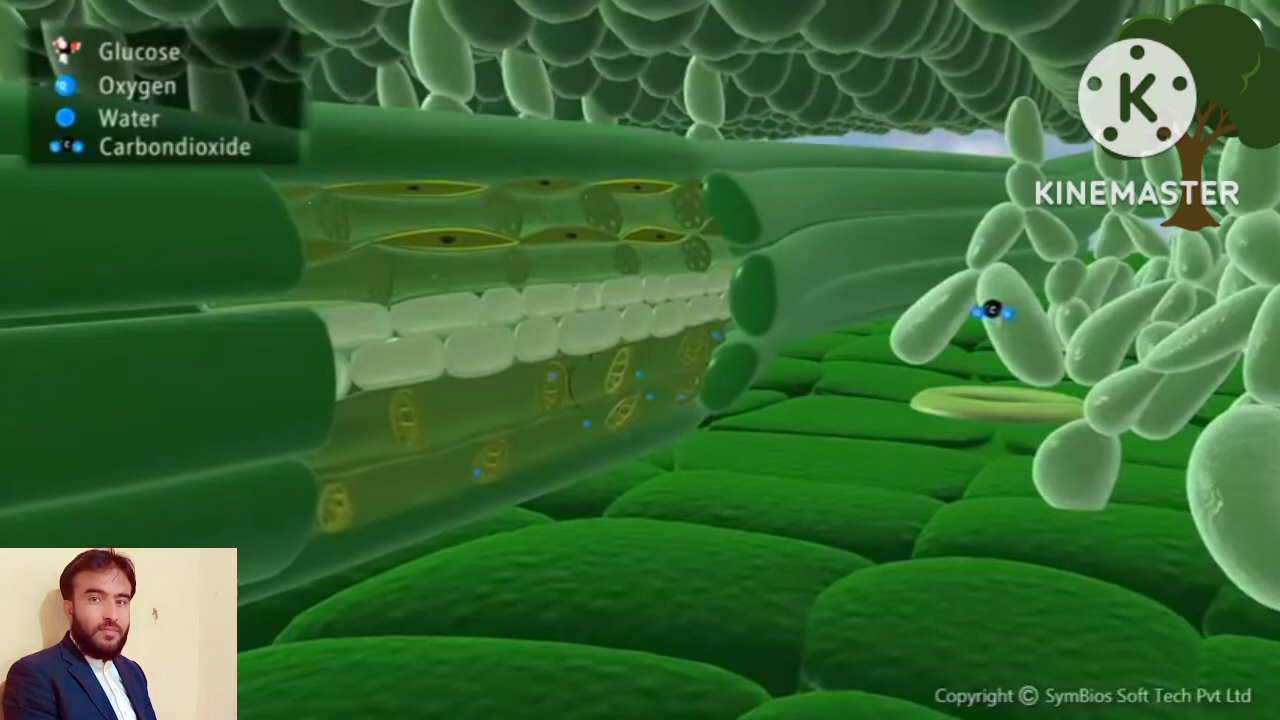 Glucose
Oxygen
Water
Carbondioxide
K
KINEMASTER
Copyright © SymBios Soft Tech Pvt Ltd